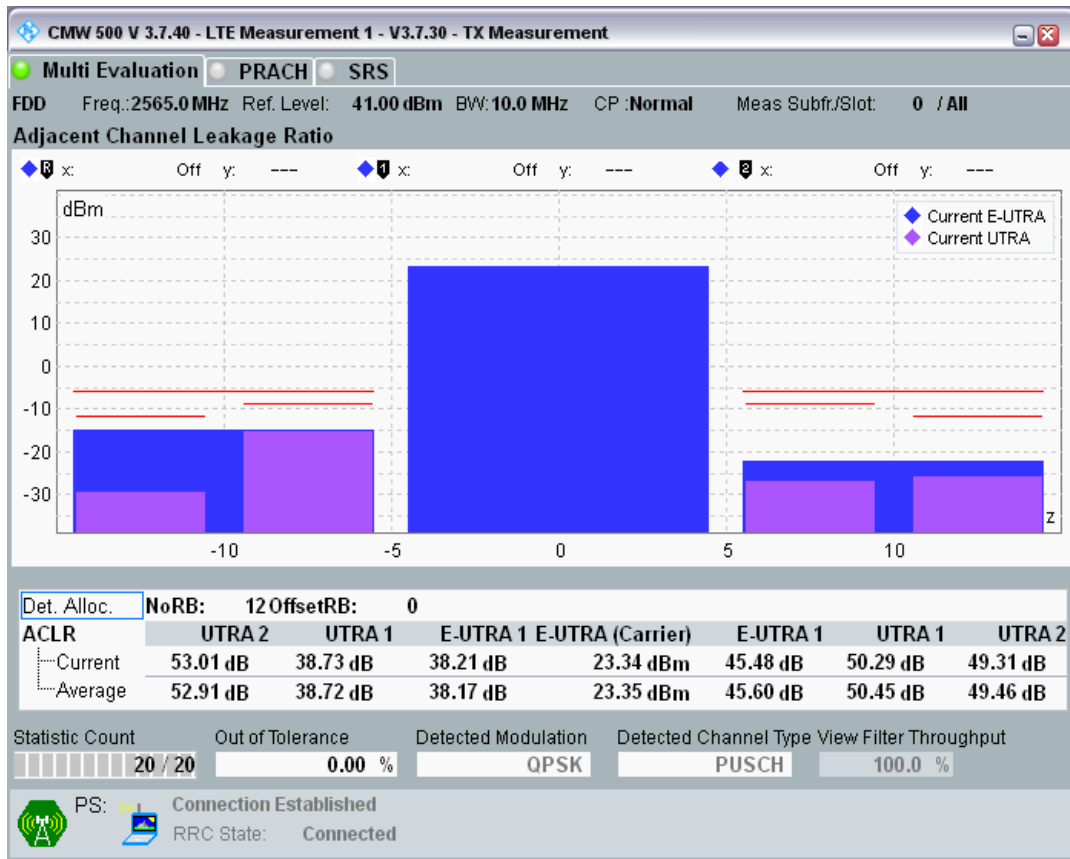 CMW 500 V 3.7.40 - LTE Measurement 1 - V3.7.30 - TX Measurement
Multi Evaluation PRACH SRS
FDD Freq.:2565.0 MHz Ref. Level: 41.00 dBm BW:10.0 MHz CP :Normal Meas Subfr./Slot: 0 / All
Adjacent Channel Leakage Ratio
R x: Off y: --- 1 x: Off y: --- 2 x: Off y: ---
dBm
Current E-UTRA
Current UTRA
30
20
10
0
-10
-20
-30
z
-10 -5 0 5 10
Det. Alloc. NoRB: 12 OffsetRB: 0
ACLR UTRA 2 UTRA 1 E-UTRA 1 E-UTRA (Carrier) E-UTRA 1 UTRA 1 UTRA 2
Current 53.01 dB 38.73 dB 38.21 dB 23.34 dBm 45.48 dB 50.29 dB 49.31 dB
Average 52.91 dB 38.72 dB 38.17 dB 23.35 dBm 45.60 dB 50.45 dB 49.46 dB
Statistic Count Out of Tolerance Detected Modulation Detected Channel Type View Filter Throughput
20 / 20 0.00 % QPSK PUSCH 100.0 %
PS: Connection Established
RRC State: Connected